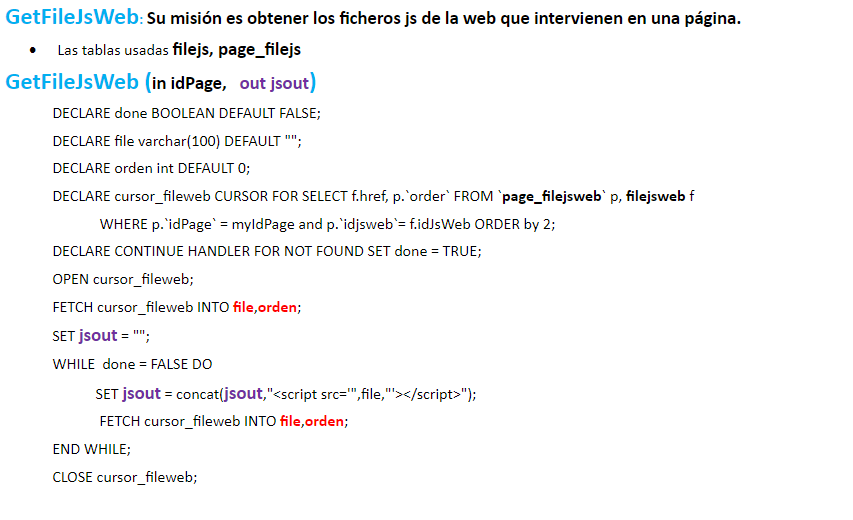 GetFileJsWeb: Su misión es obtener los ficheros js de la web que intervienen en una página.
• Las tablas usadas filejs, page_filejs
GetFileJsWeb (in idPage, out jsout)
DECLARE done BOOLEAN DEFAULT FALSE;
DECLARE file varchar(100) DEFAULT "";
DECLARE orden int DEFAULT 0;
DECLARE cursor_fileweb CURSOR FOR SELECT f.href, p.`order` FROM `page_filejsweb` p, filejsweb f
WHERE p.`idPage` = myIdPage and p.`idjsweb`= f.idJsWeb ORDER by 2;
DECLARE CONTINUE HANDLER FOR NOT FOUND SET done = TRUE;
OPEN cursor_fileweb;
FETCH cursor_fileweb INTO file,orden;
SET jsout = "";
WHILE done = FALSE DO
SET jsout = concat(jsout,"<script src='",file,"'></script>");
FETCH cursor_fileweb INTO file,orden;
END WHILE;
CLOSE cursor_fileweb;